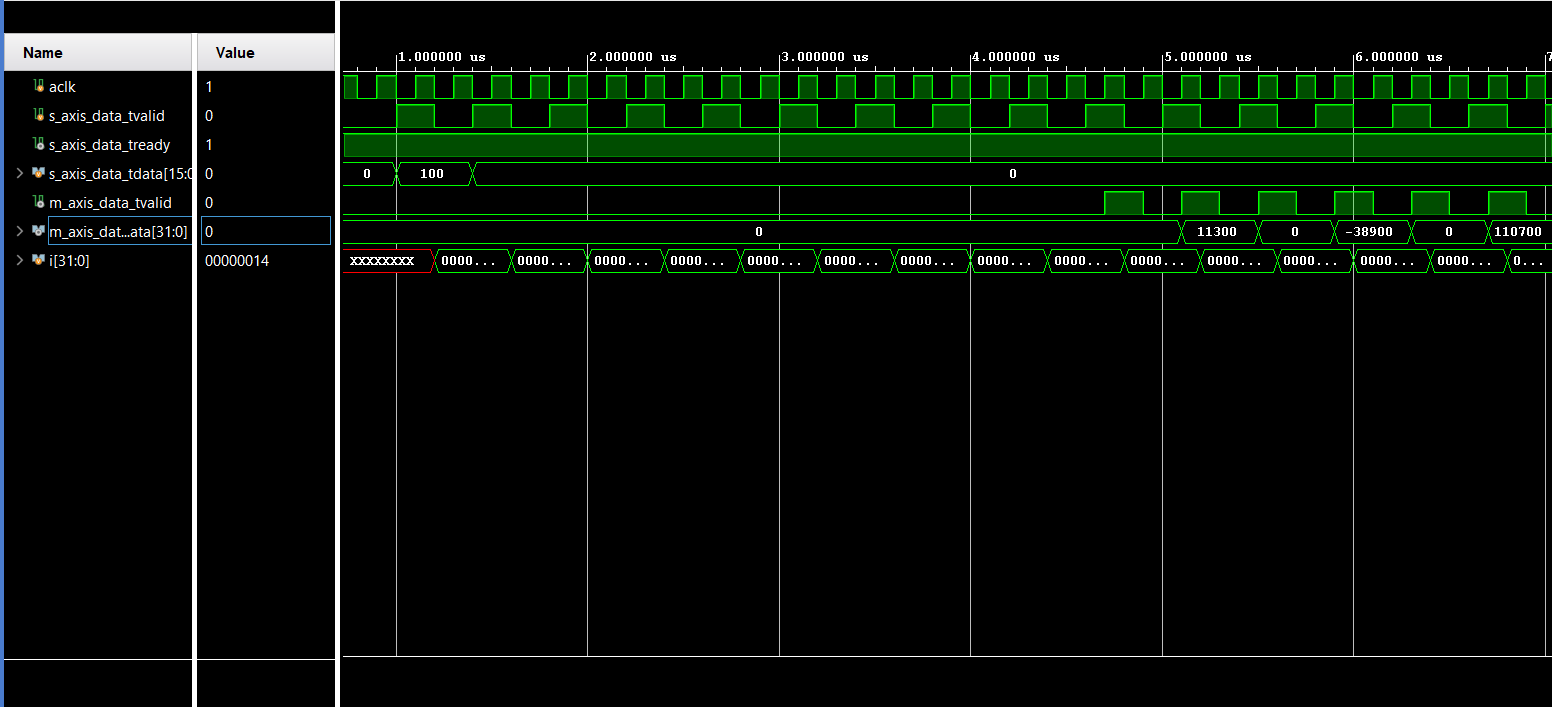 Name Value 1.000000 us 2.000000 us 3.000000 us 4.000000 us 5.000000 us 6.000000 us 7
aclk 1
s_axis_data_tvalid 0
s_axis_data_tready 1
s_axis_data_tdata[15:0 0 0 100 0
m_axis_data_tvalid 0
m_axis_dat...ata[31:0] 0 0 11300 0 -38900 0 110700
i[31:0] 00000014 XXXXXXXX 0000... 0000... 0000... 0000... 0000... 0000... 0000... 0000... 0000... 0000... 0000... 0000... 0000... 0000... 0...